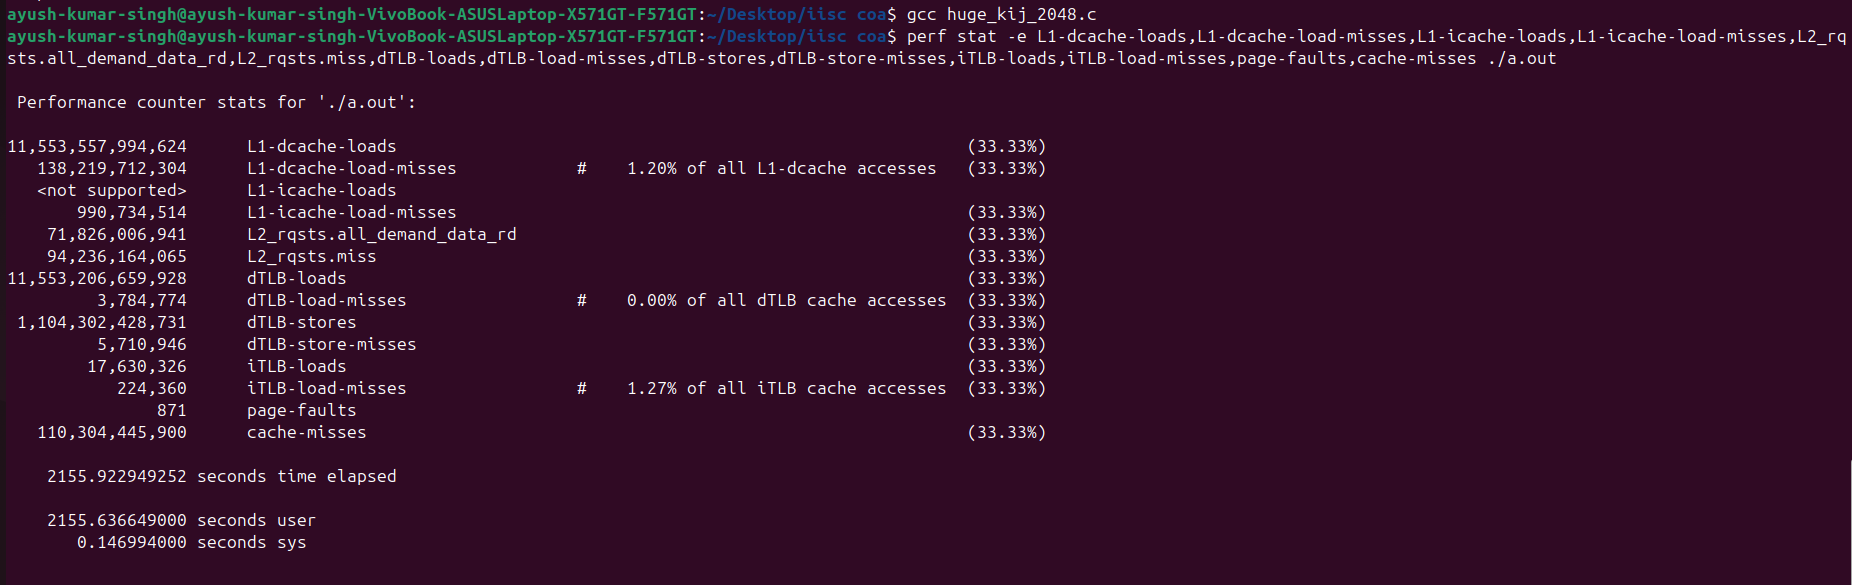 ayush-kumar-singh@ayush-kumar-singh-VivoBook-ASUSLaptop-X571GT-F571GT:~/Desktop/iisc coa$ gcc huge_kij_2048.c
ayush-kumar-singh@ayush-kumar-singh-VivoBook-ASUSLaptop-X571GT-F571GT:~/Desktop/iisc coa$ perf stat -e L1-dcache-loads,L1-dcache-load-misses,L1-icache-loads,L1-icache-load-misses,L2_rq
sts.all_demand_data_rd,L2_rqsts.miss,dTLB-loads,dTLB-load-misses,dTLB-stores,dTLB-store-misses,iTLB-loads,iTLB-load-misses,page-faults,cache-misses ./a.out
Performance counter stats for './a.out':
11,553,557,994,624 L1-dcache-loads (33.33%)
138,219,712,304 L1-dcache-load-misses # 1.20% of all L1-dcache accesses (33.33%)
<not supported> L1-icache-loads
990,734,514 L1-icache-load-misses (33.33%)
71,826,006,941 L2_rqsts.all_demand_data_rd (33.33%)
94,236,164,065 L2_rqsts.miss (33.33%)
11,553,206,659,928 dTLB-loads (33.33%)
3,784,774 dTLB-load-misses # 0.00% of all dTLB cache accesses (33.33%)
1,104,302,428,731 dTLB-stores (33.33%)
5,710,946 dTLB-store-misses (33.33%)
17,630,326 iTLB-loads (33.33%)
224,360 iTLB-load-misses # 1.27% of all iTLB cache accesses (33.33%)
871 page-faults
110,304,445,900 cache-misses (33.33%)
2155.922949252 seconds time elapsed
2155.636649000 seconds user
0.146994000 seconds sys